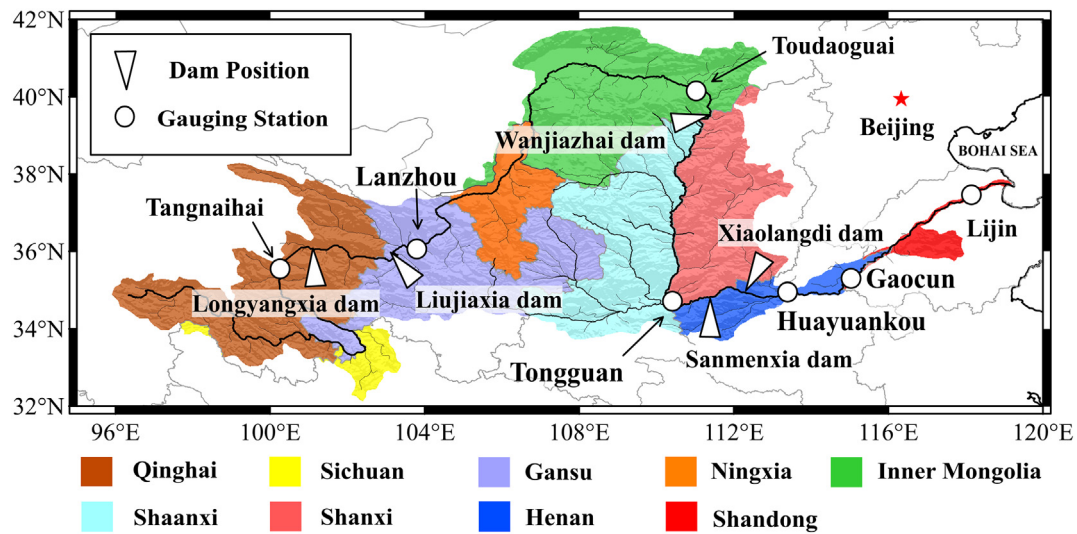 42°N
40°N
38°N
36°N
34°N
32°N
Dam Position
Gauging Station
Toudaoguai
Wanjiazhai dam
Beijing
BOHAI SEA
Lanzhou
Tangnaihai
Lijin
Xiaolangdi dam
Gaocun
Longyangxia dam
Liujiaxia dam
Huayuankou
Tongguan
Sanmenxia dam
96°E 100°E 104°E 108°E 112°E 116°E 120°E
Qinghai Sichuan Gansu Ningxia Inner Mongolia
Shaanxi Shanxi Henan Shandong